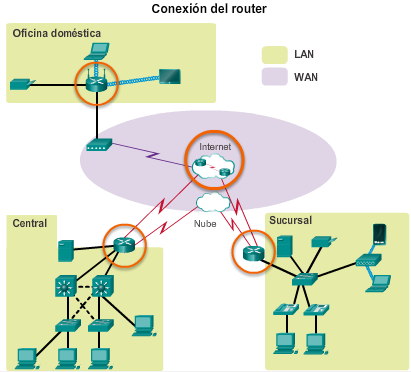 Conexión del router
Oficina doméstica
LAN
WAN
Internet
Nube
Central
Sucursal